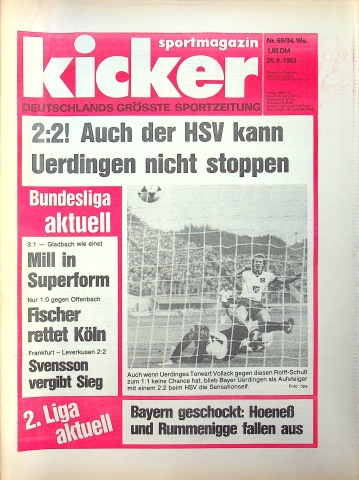 sportmagazin
kicker
DEUTSCHLANDS GRÖSSTE SPORTZEITUNG
Nr. 69/34. Wo.
1,80 DM
25. 8. 1983
2:2! Auch der HSV kann
Uerdingen nicht stoppen
Bundesliga
aktuell
3:1 — Gladbach wie einst
Mill in
Superform
Nur 1:0 gegen Offenbach
Fischer
rettet Köln
Frankfurt – Leverkusen 2:2
Svensson
vergibt Sieg
Auch wenn Uerdinges Torwart Vollack gegen diesen Rolff-Schuß
zum 1:1 keine Chance hat, blieb Bayer Uerdingen als Aufsteiger
mit einem 2:2 beim HSV die Sensationself.
Foto: dpa
2. Liga
aktuell
Bayern geschockt: Hoeneß
und Rummenigge fallen aus